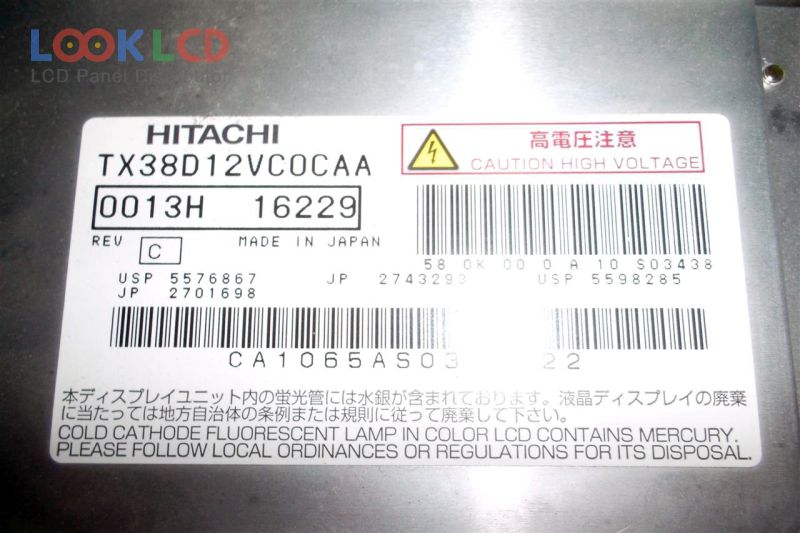 LOOKLCD
LCD Panel Distributor
HITACHI
TX38D12VC0CAA
0013H 16229
REV C MADE IN JAPAN
高電圧注意
CAUTION HIGH VOLTAGE
58 0K 00 0 A 10 S03438
USP 5576867 JP 2743293 USP 5598285
JP 2701698
CA1065AS03 22
本ディスプレイユニット内の蛍光管には水銀が含まれております。液晶ディスプレイの廃棄
に当たっては地方自治体の条例または規則に従って廃棄して下さい。
COLD CATHODE FLUORESCENT LAMP IN COLOR LCD CONTAINS MERCURY.
PLEASE FOLLOW LOCAL ORDINANCES OR REGULATIONS FOR ITS DISPOSAL.